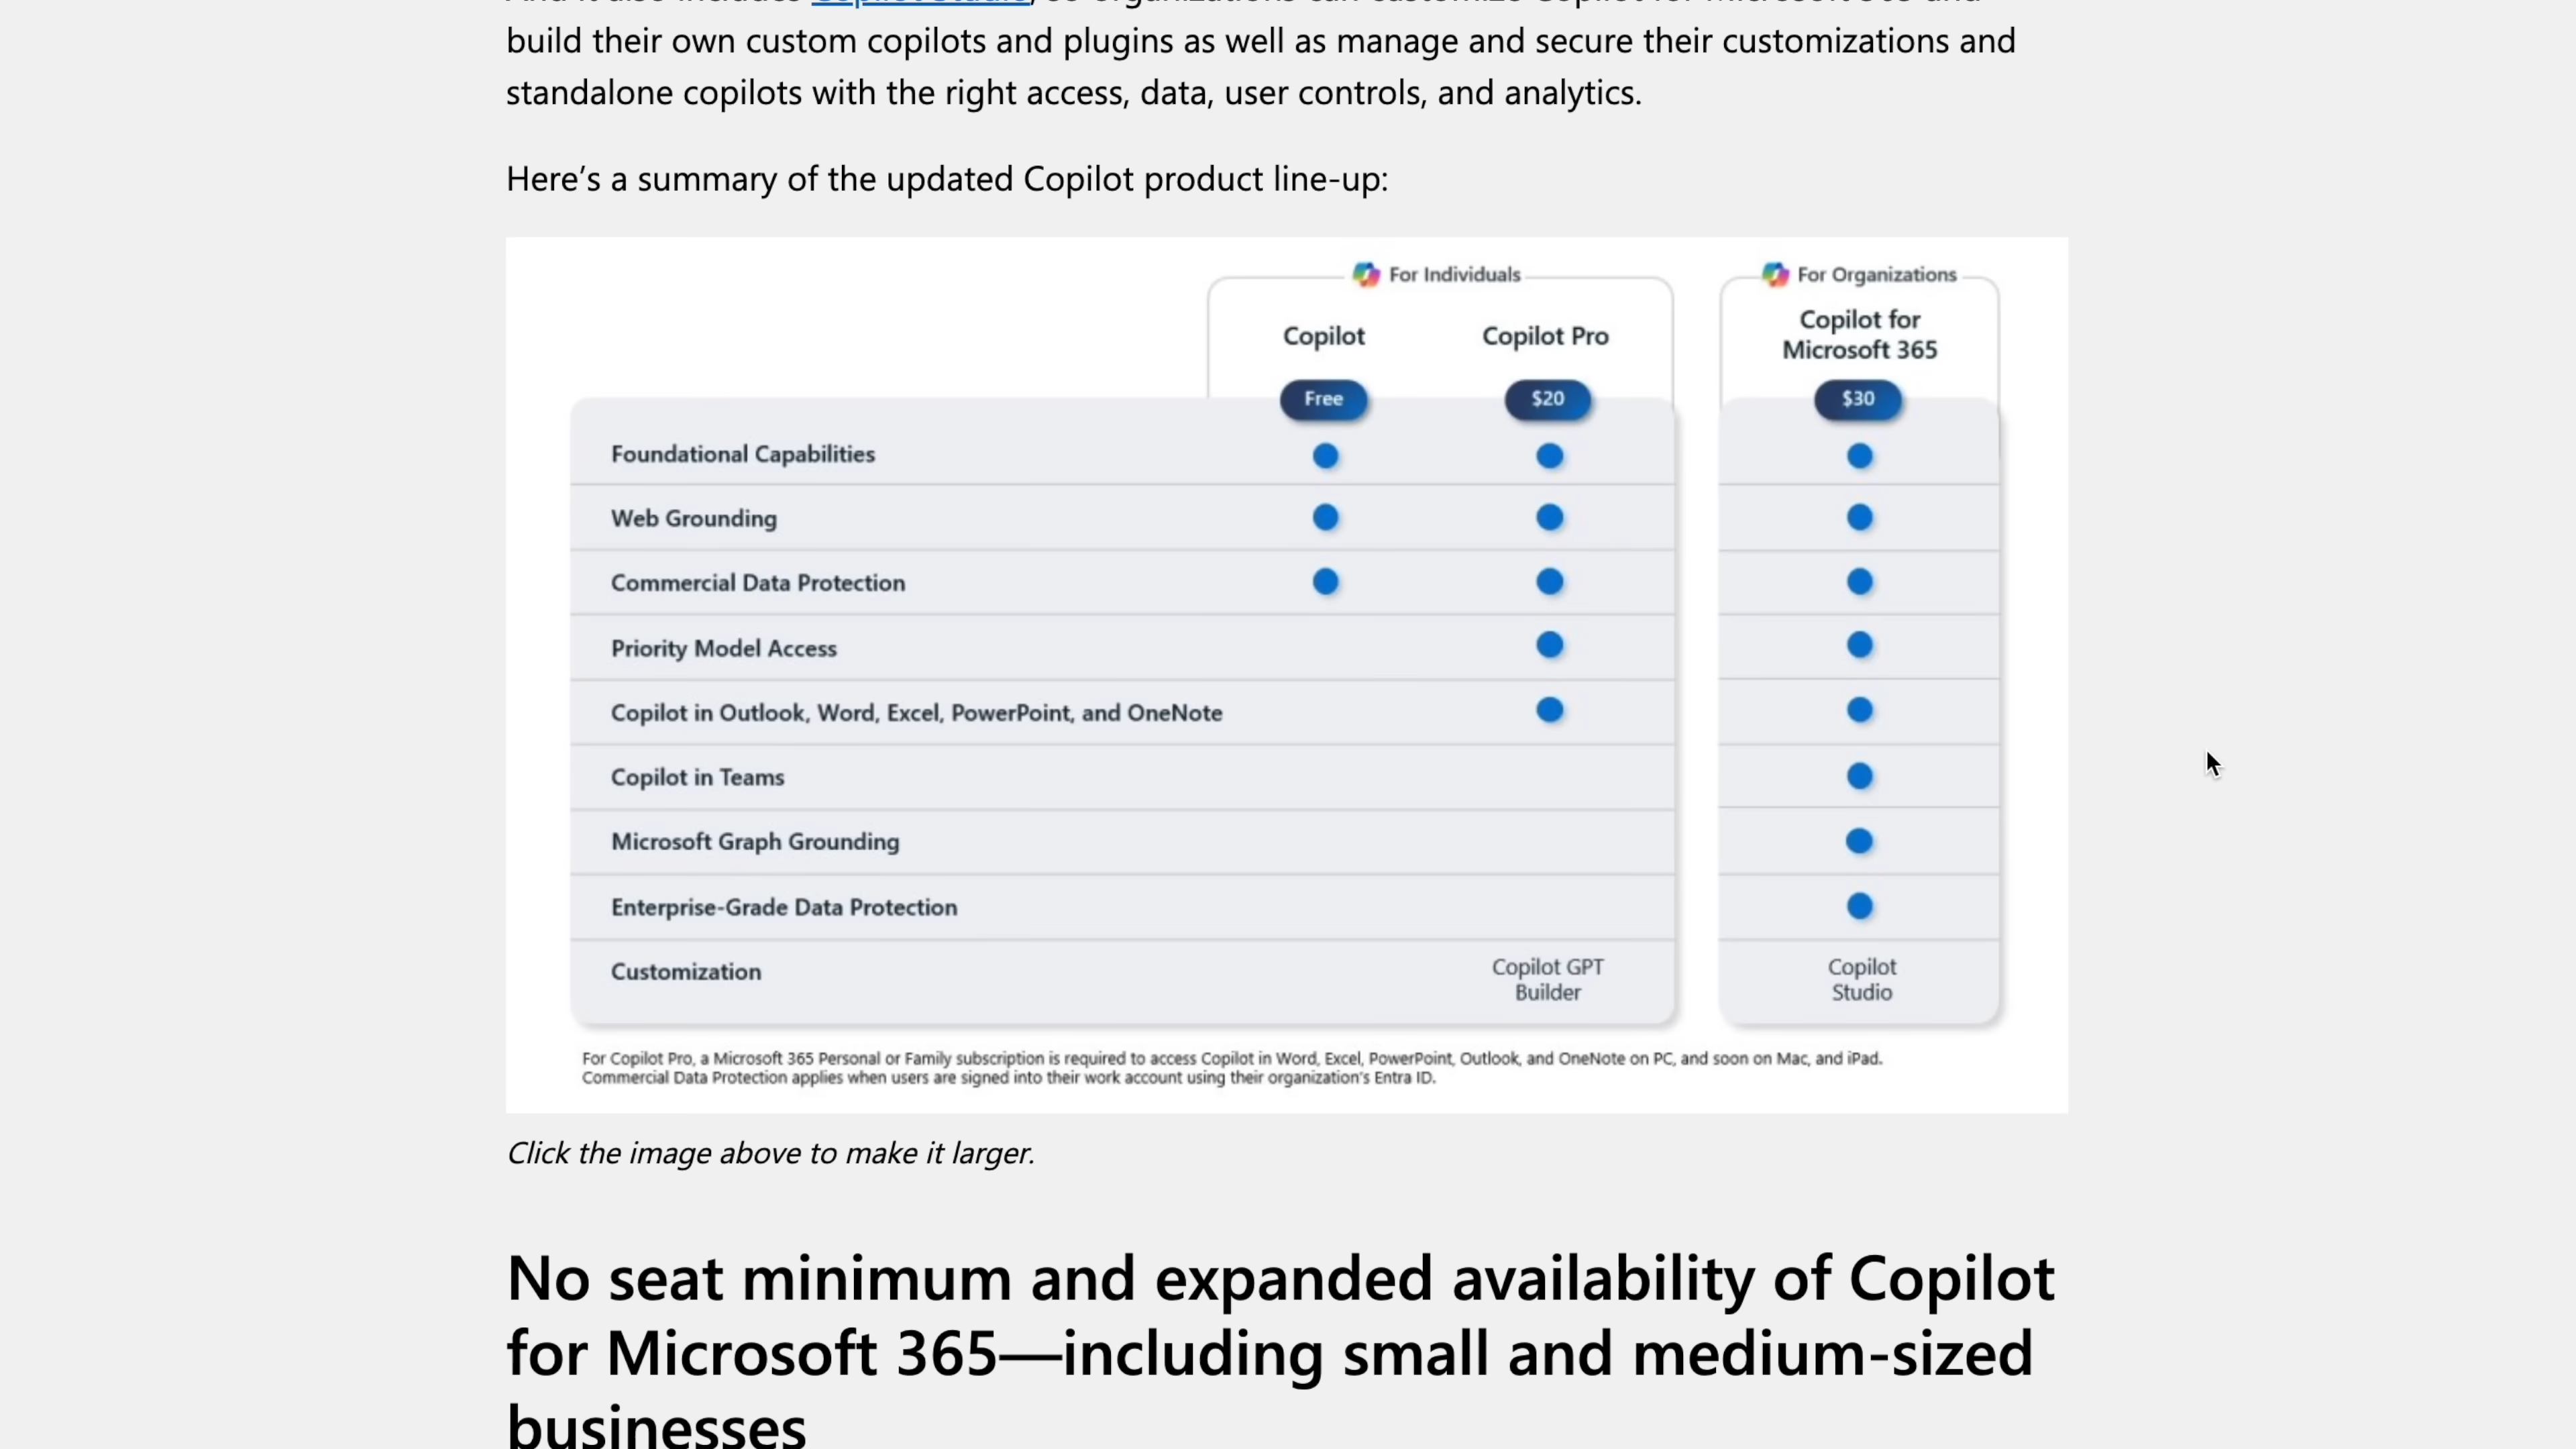 build their own custom copilots and plugins as well as manage and secure their customizations and
standalone copilots with the right access, data, user controls, and analytics.
Here’s a summary of the updated Copilot product line-up:
For Individuals
For Organizations
Copilot
Copilot Pro
Copilot for
Microsoft 365
Free
$20
$30
Foundational Capabilities
Web Grounding
Commercial Data Protection
Priority Model Access
Copilot in Outlook, Word, Excel, PowerPoint, and OneNote
Copilot in Teams
Microsoft Graph Grounding
Enterprise-Grade Data Protection
Customization
Copilot GPT
Builder
Copilot
Studio
For Copilot Pro, a Microsoft 365 Personal or Family subscription is required to access Copilot in Word, Excel, PowerPoint, Outlook, and OneNote on PC, and soon on Mac, and iPad.
Commercial Data Protection applies when users are signed into their work account using their organization's Entra ID.
Click the image above to make it larger.
No seat minimum and expanded availability of Copilot
for Microsoft 365—including small and medium-sized
businesses